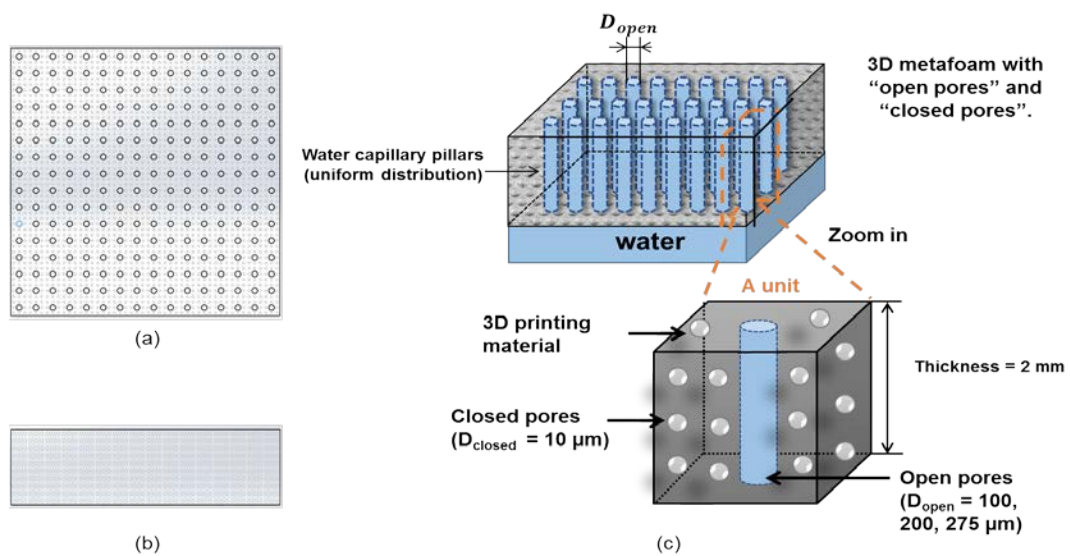 D_open
3D metafoam with
“open pores” and
“closed pores”.
Water capillary pillars
(uniform distribution)
water
Zoom in
A unit
3D printing
material
Thickness = 2 mm
Closed pores
(D_closed = 10 µm)
Open pores
(D_open = 100,
200, 275 µm)
(a)
(b)
(c)